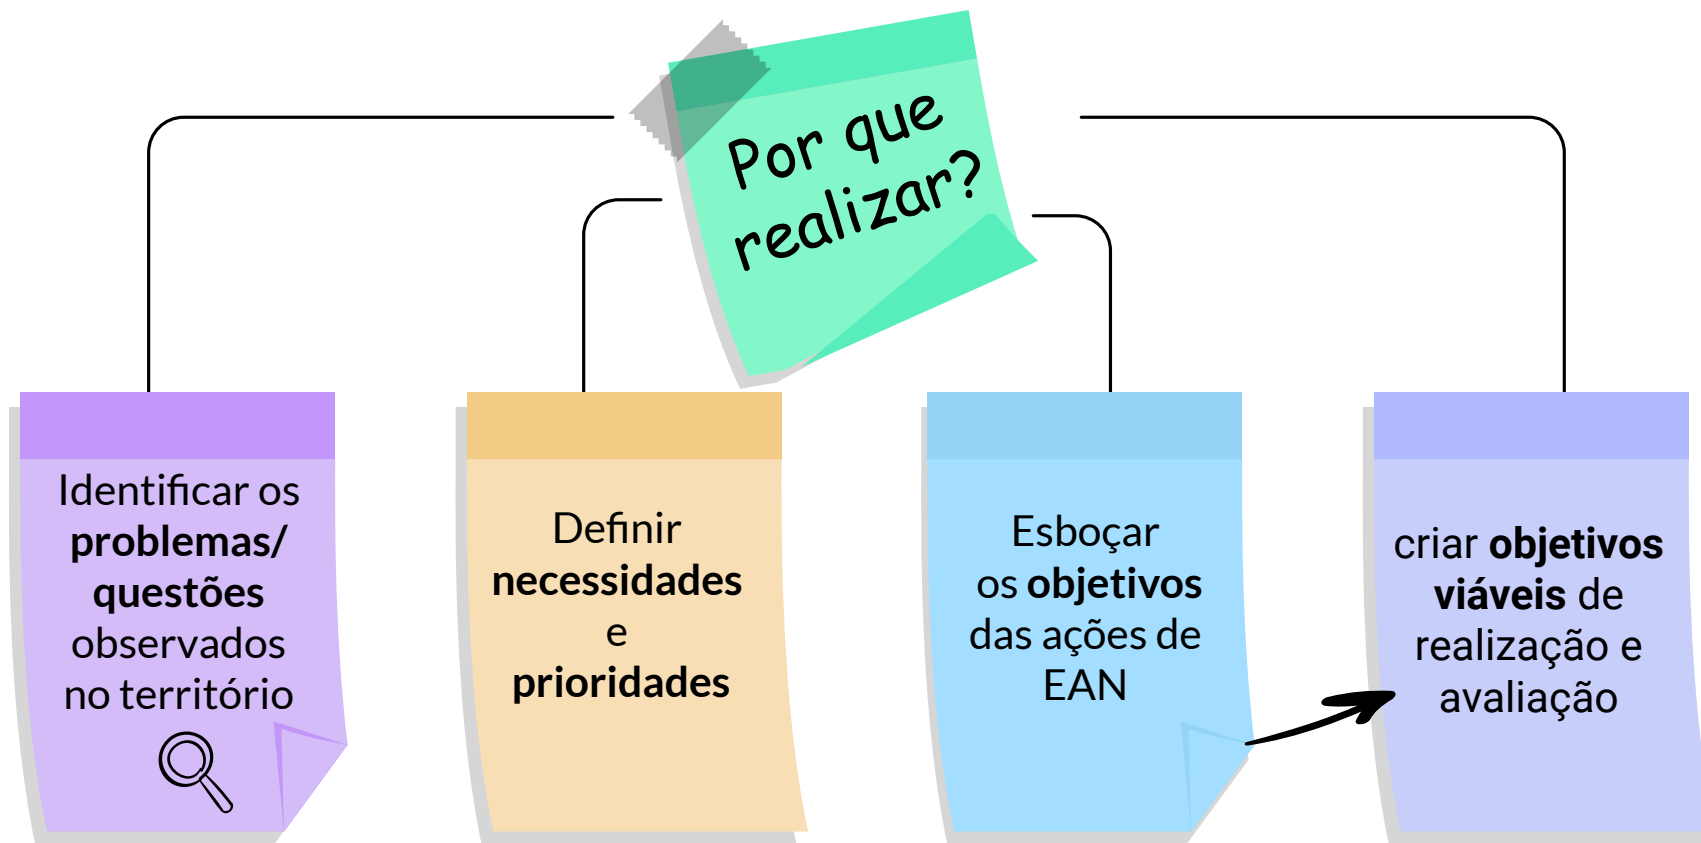 Por que
realizar?
Identificar os
problemas/
questões
observados
no território
Definir
necessidades
e
prioridades
Esboçar
os objetivos
das ações de
EAN
criar objetivos
viáveis de
realização e
avaliação